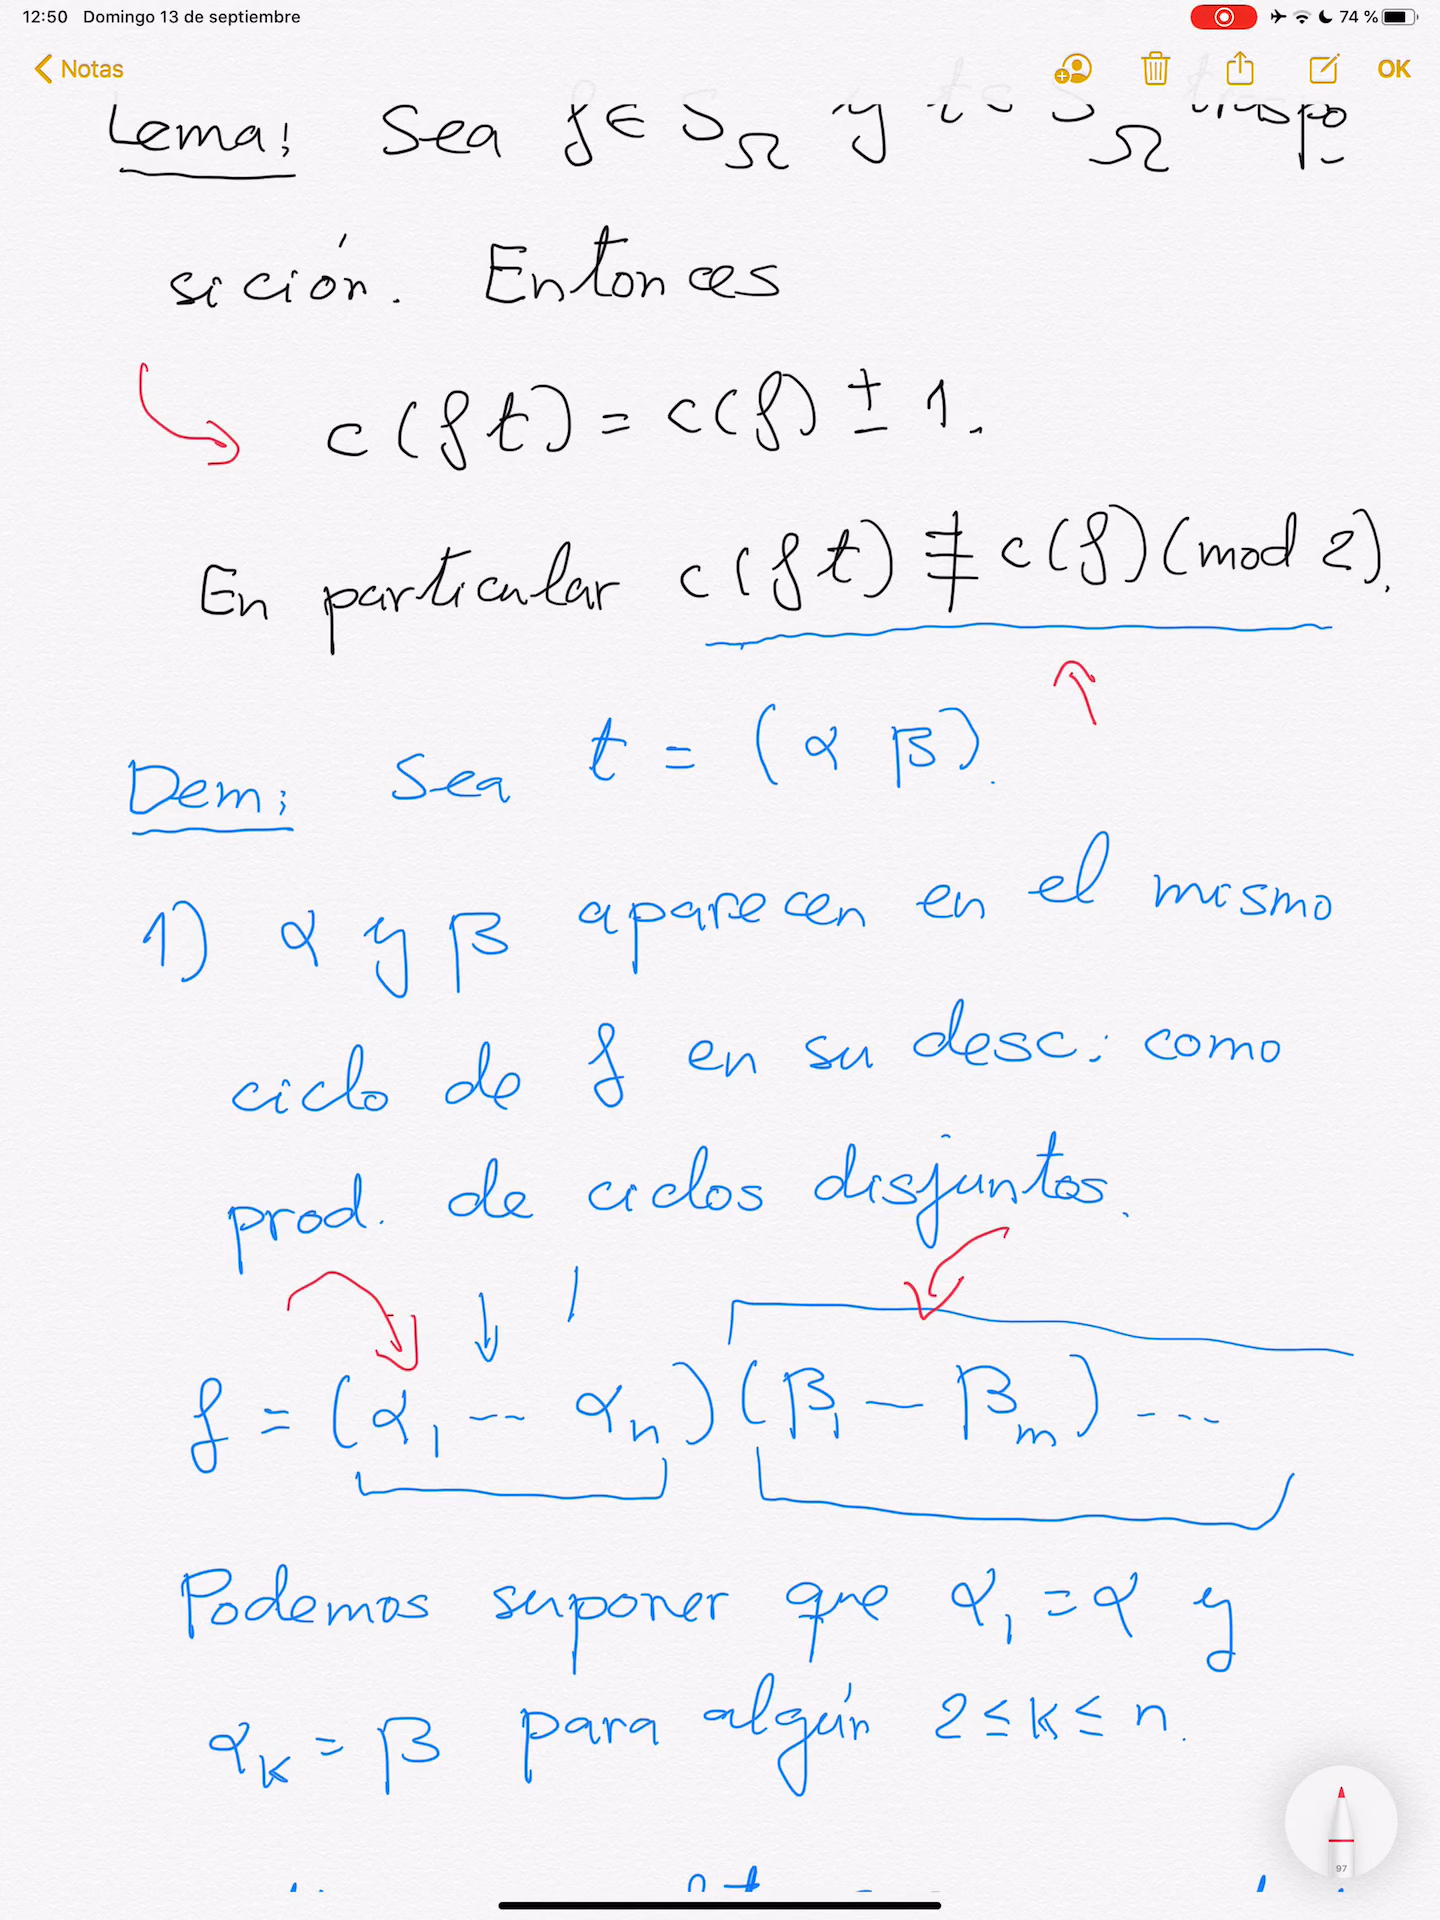 12:50 Domingo 13 de septiembre 74 %
Notas OK
Lema: Sea f ∈ S_Ω y t ∈ S_Ω traspo-
sición. Entonces
c(ft) = c(f) ± 1.
En particular c(ft) ≢ c(f) (mod 2).
Dem: Sea t = (α β).
1) α y β aparecen en el mismo
ciclo de f en su desc. como
prod. de ciclos disjuntos.
f = (α₁ -- αₙ) (β₁ — βₘ) ---
Podemos suponer que α₁ = α y
αₖ = β para algún 2 ≤ k ≤ n.
97